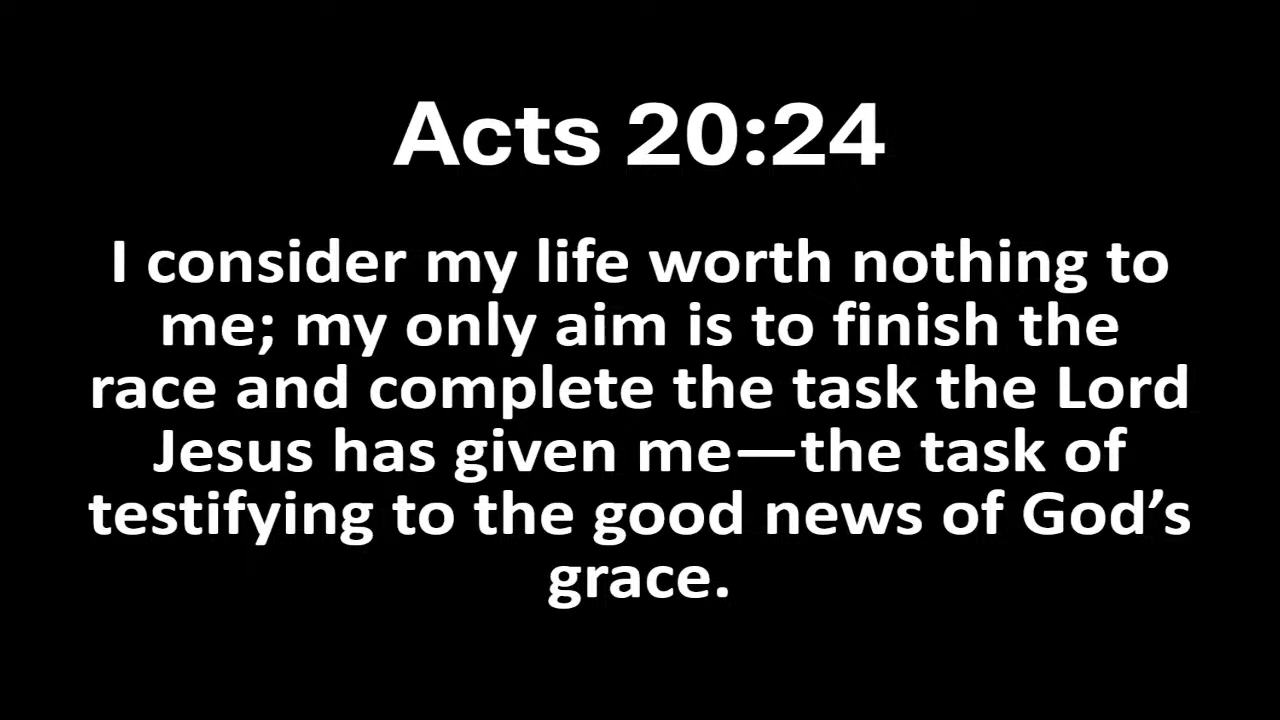 Acts 20:24
I consider my life worth nothing to
me; my only aim is to finish the
race and complete the task the Lord
Jesus has given me—the task of
testifying to the good news of God’s
grace.